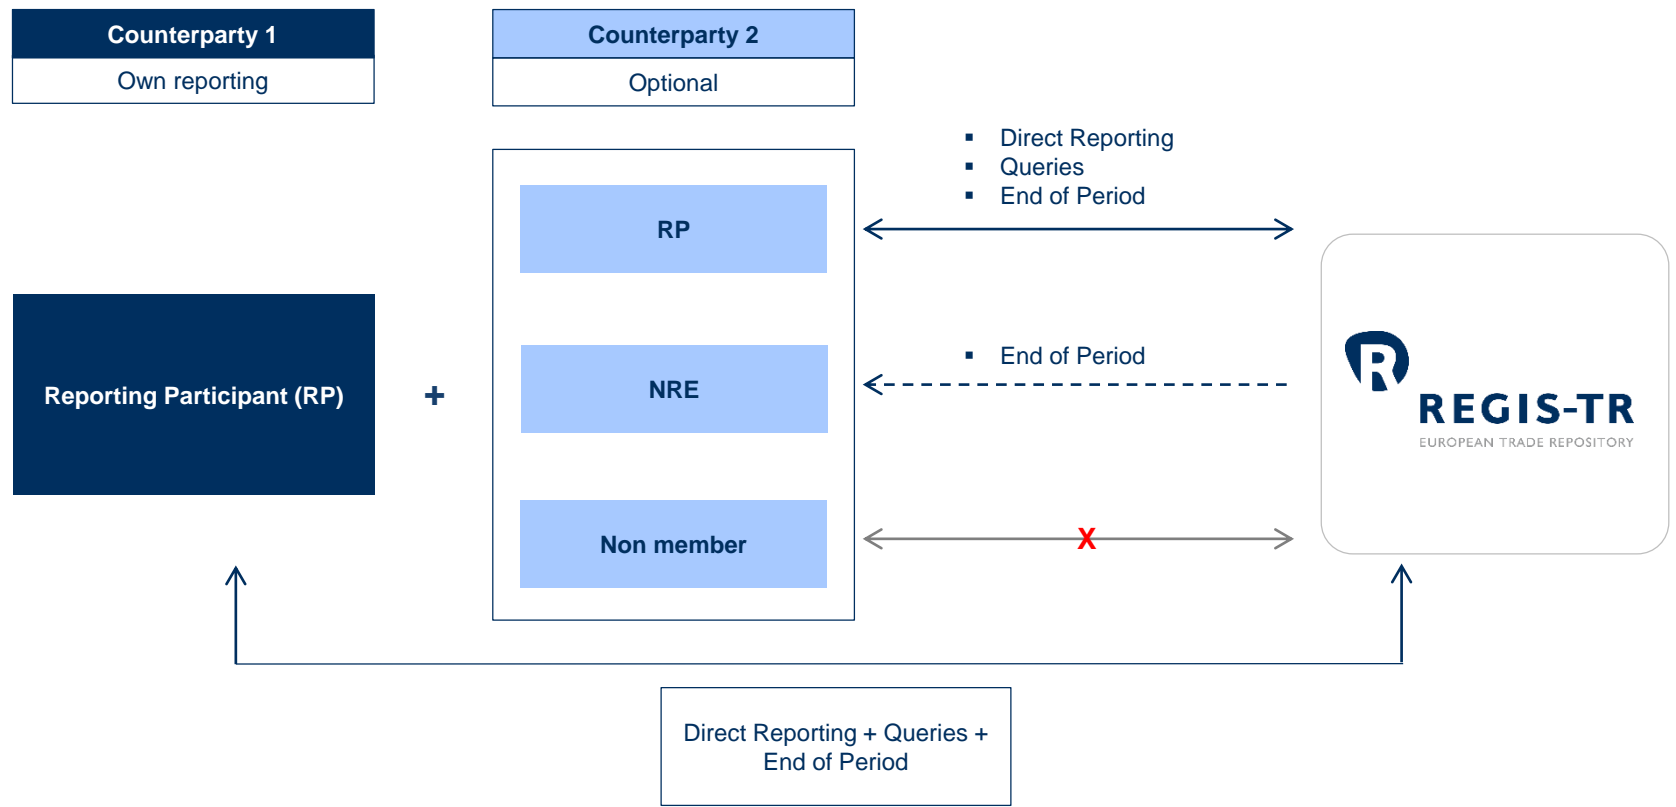 Counterparty 1
Own reporting
Counterparty 2
Optional
▪ Direct Reporting
▪ Queries
▪ End of Period
RP
Reporting Participant (RP)
+
NRE
▪ End of Period
R
REGIS-TR
EUROPEAN TRADE REPOSITORY
Non member
X
Direct Reporting + Queries +
End of Period